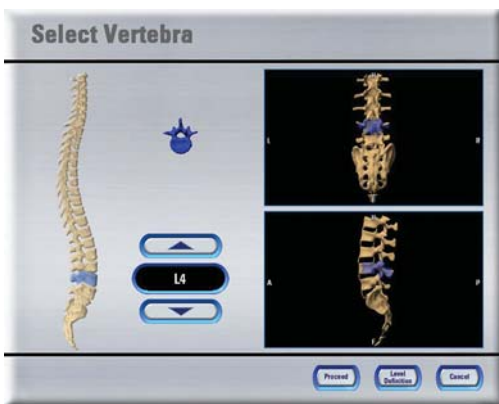 Select Vertebra
L
R
L4
A
P
Proceed
Level
Definition
Cancel